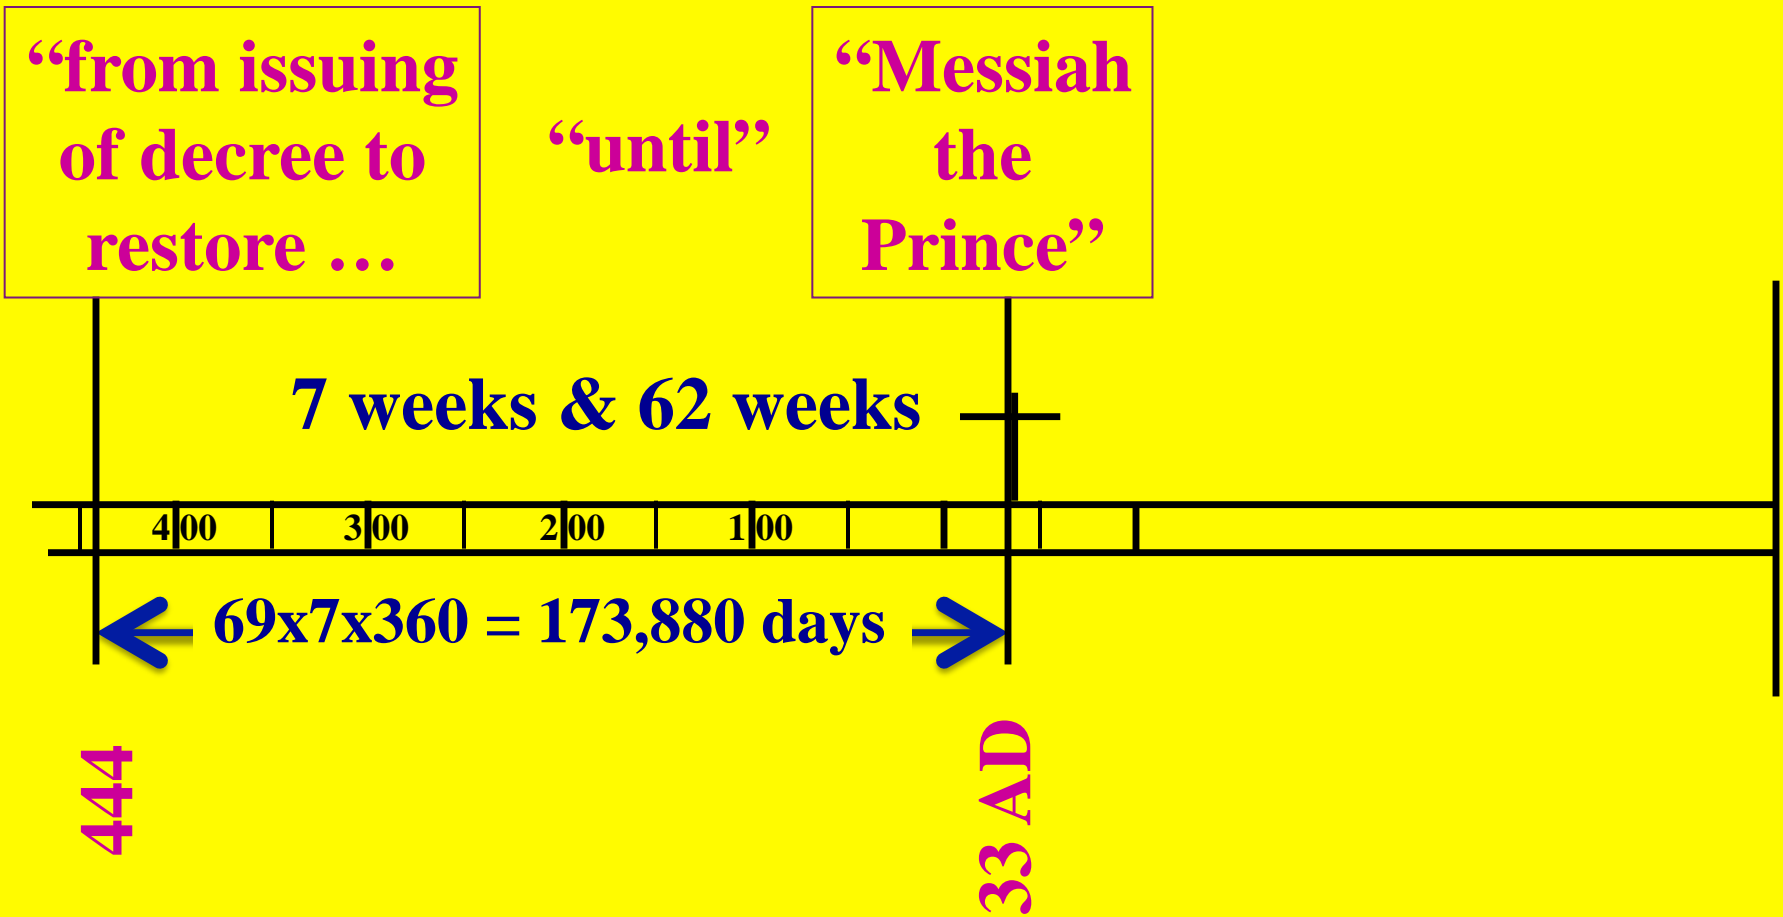 “from issuing
of decree to
restore …
“until”
“Messiah
the
Prince”
7 weeks & 62 weeks
400 300 200 100
69x7x360 = 173,880 days
444
33 AD